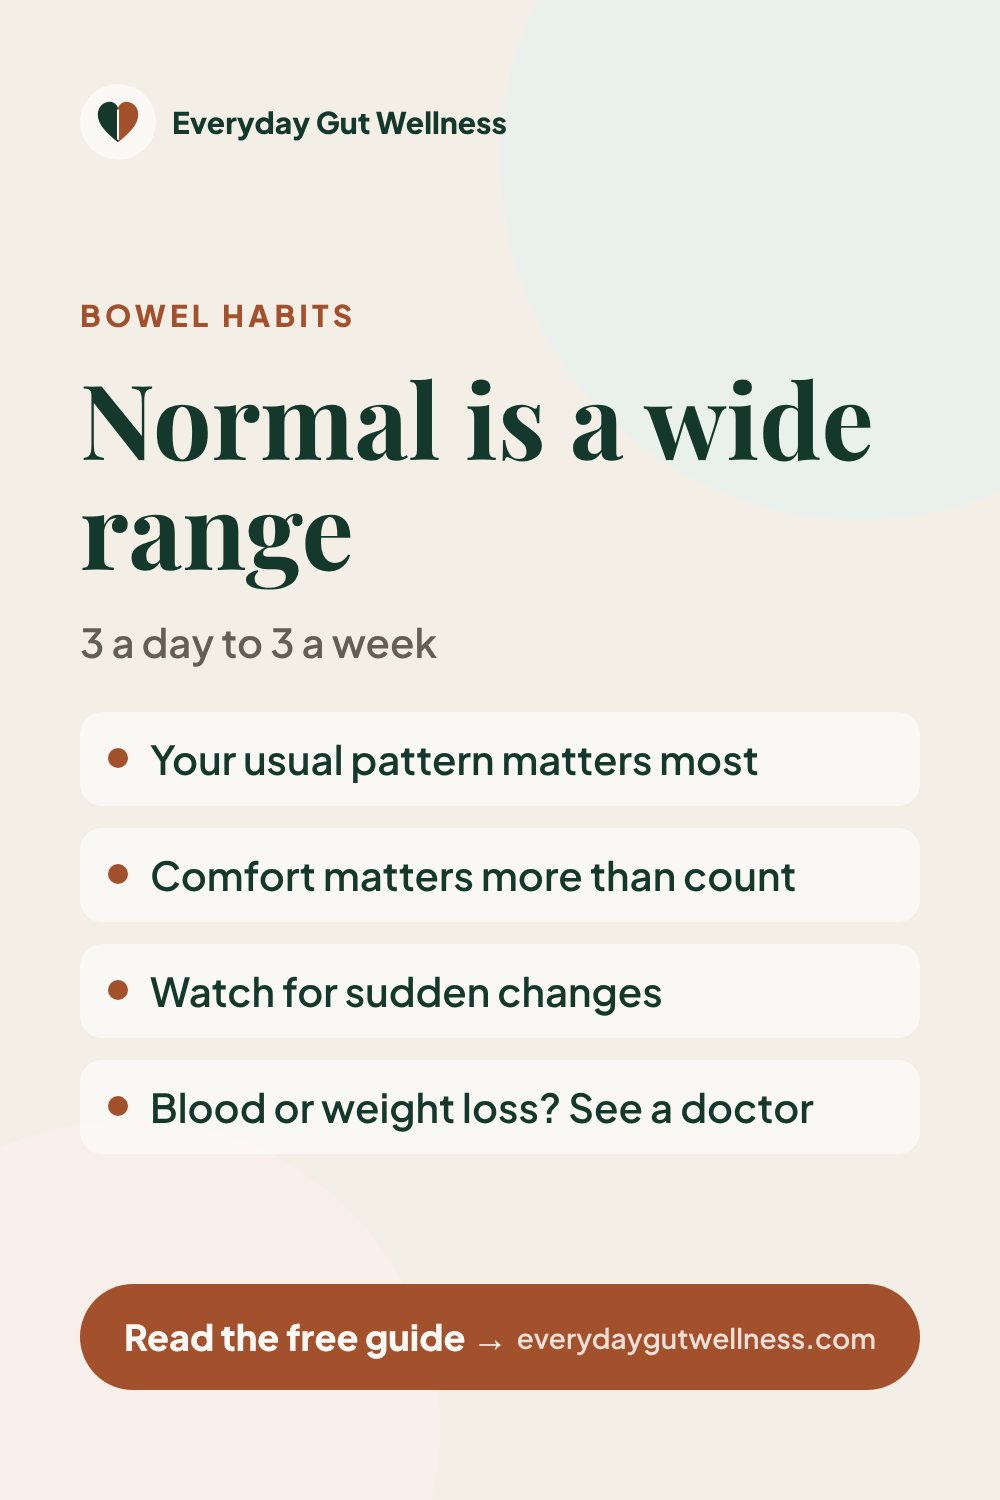 Everyday Gut Wellness
BOWEL HABITS
Normal is a wide
range
3 a day to 3 a week
Your usual pattern matters most
Comfort matters more than count
Watch for sudden changes
Blood or weight loss? See a doctor
Read the free guide → everydaygutwellness.com